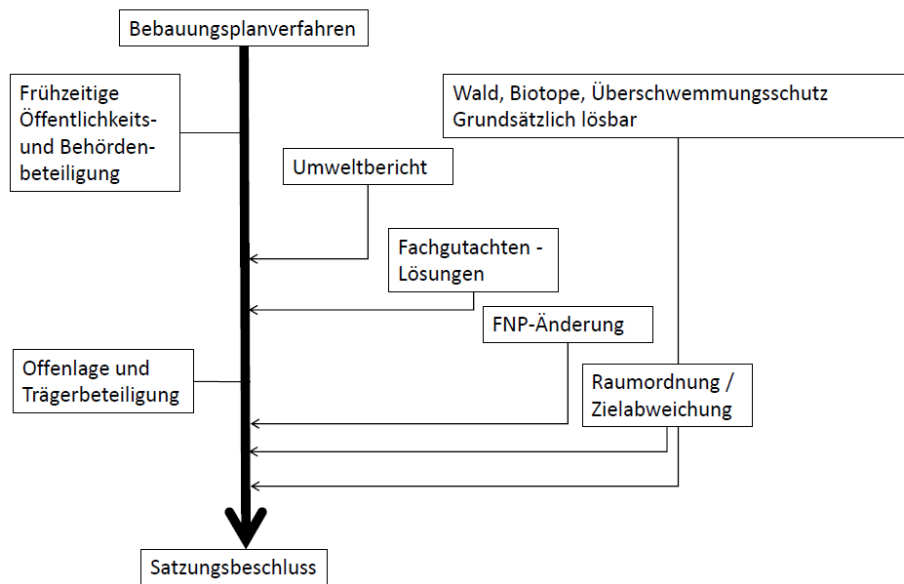 Bebauungsplanverfahren
Frühzeitige
Öffentlichkeits-
und Behörden-
beteiligung
Wald, Biotope, Überschwemmungsschutz
Grundsätzlich lösbar
Umweltbericht
Fachgutachten -
Lösungen
FNP-Änderung
Offenlage und
Trägerbeteiligung
Raumordnung /
Zielabweichung
Satzungsbeschluss